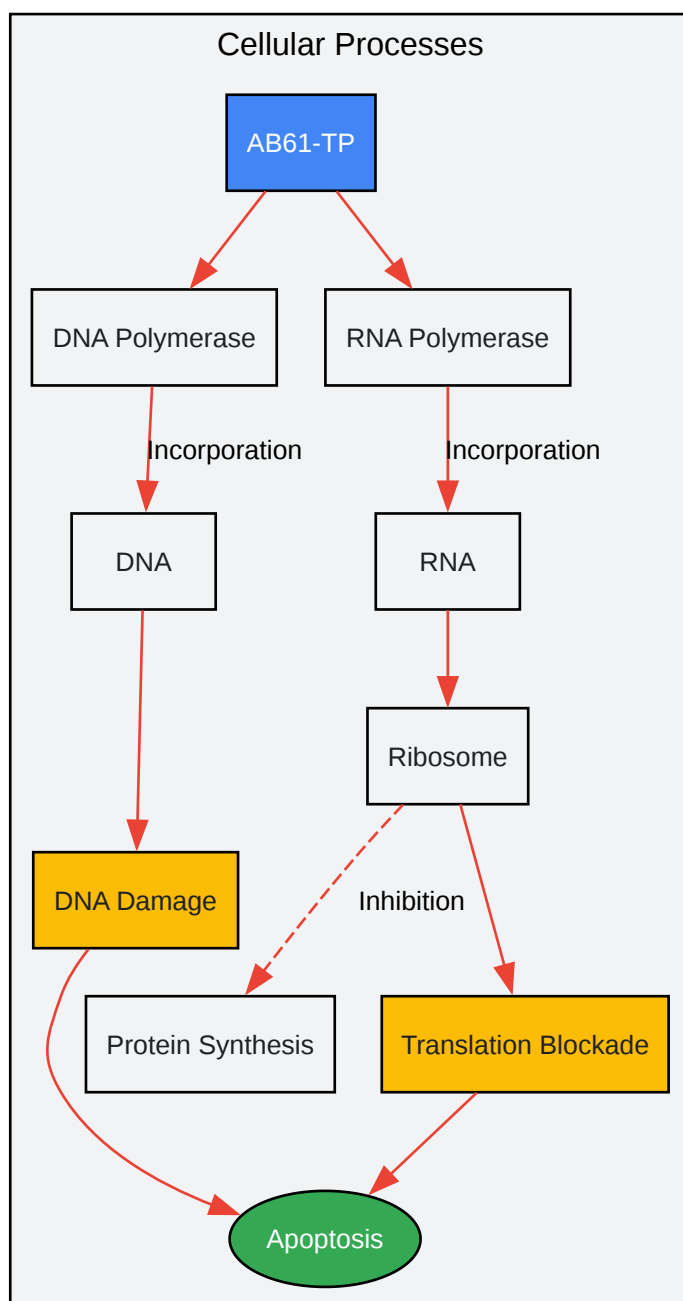 Cellular Processes
AB61-TP
DNA Polymerase
RNA Polymerase
Incorporation
Incorporation
DNA
RNA
Ribosome
DNA Damage
Inhibition
Protein Synthesis
Translation Blockade
Apoptosis